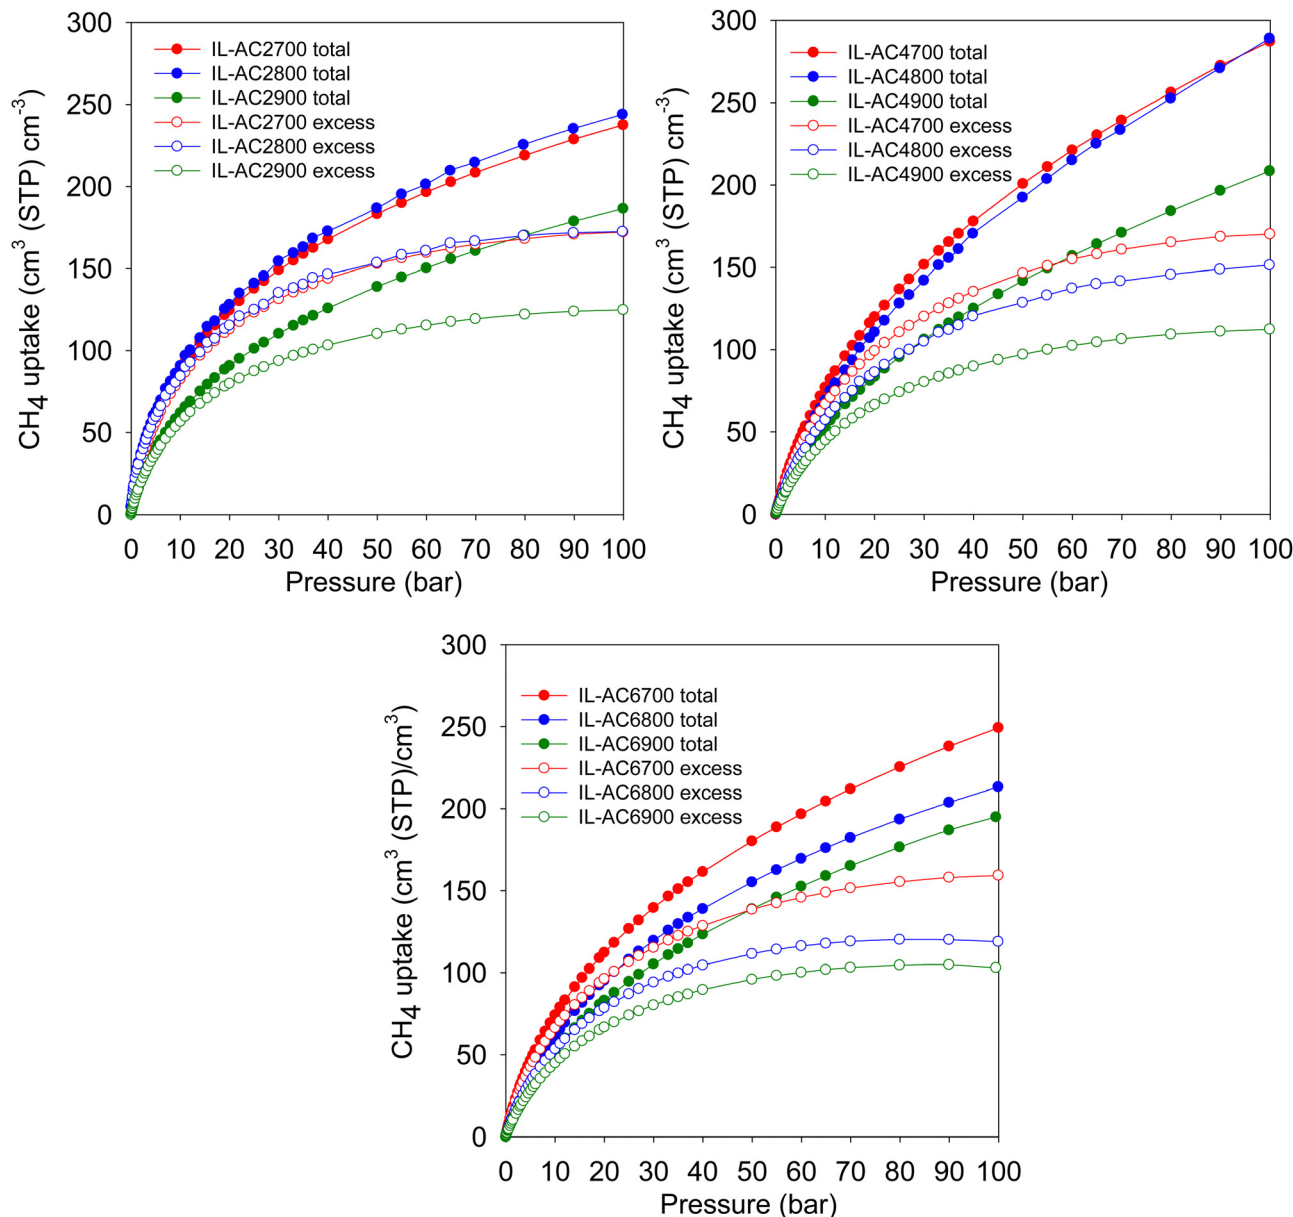 300
250
200
150
100
50
0
CH4 uptake (cm3 (STP) cm-3)
IL-AC2700 total
IL-AC2800 total
IL-AC2900 total
IL-AC2700 excess
IL-AC2800 excess
IL-AC2900 excess
0 10 20 30 40 50 60 70 80 90 100
Pressure (bar)
300
250
200
150
100
50
0
CH4 uptake (cm3 (STP) cm-3)
IL-AC4700 total
IL-AC4800 total
IL-AC4900 total
IL-AC4700 excess
IL-AC4800 excess
IL-AC4900 excess
0 10 20 30 40 50 60 70 80 90 100
Pressure (bar)
300
250
200
150
100
50
0
CH4 uptake (cm3 (STP)/cm3)
IL-AC6700 total
IL-AC6800 total
IL-AC6900 total
IL-AC6700 excess
IL-AC6800 excess
IL-AC6900 excess
0 10 20 30 40 50 60 70 80 90 100
Pressure (bar)